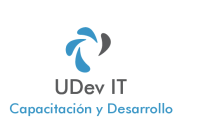 UDev IT
Capacitación y Desarrollo